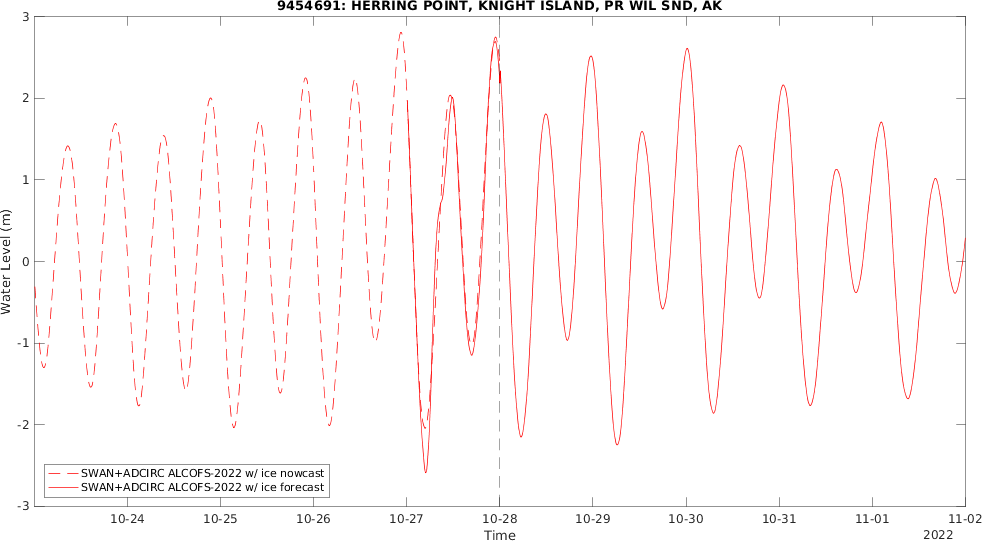 9454691: HERRING POINT, KNIGHT ISLAND, PR WIL SND, AK
3
2
1
0
-1
-2
-3
Water Level (m)
SWAN+ADCIRC ALCOFS-2022 w/ ice nowcast
SWAN+ADCIRC ALCOFS-2022 w/ ice forecast
10-24 10-25 10-26 10-27 10-28 10-29 10-30 10-31 11-01 11-02
Time
2022